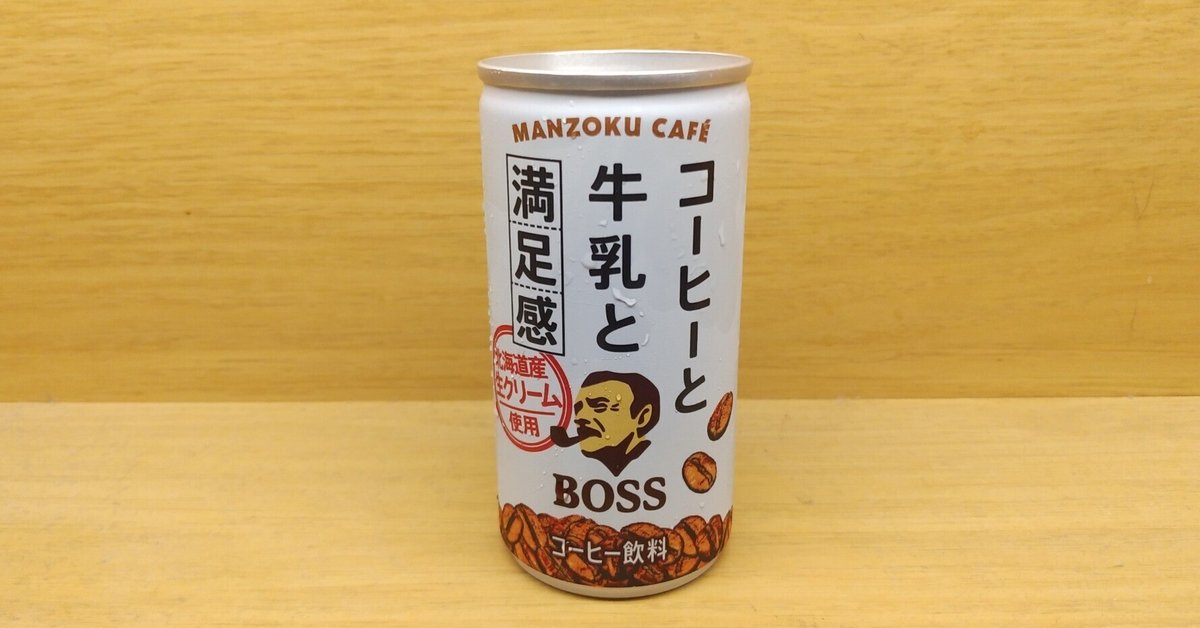 MANZOKU CAFÉ
コーヒーと
牛乳と
満足感
北海道産
生クリーム
使用
BOSS
コーヒー飲料